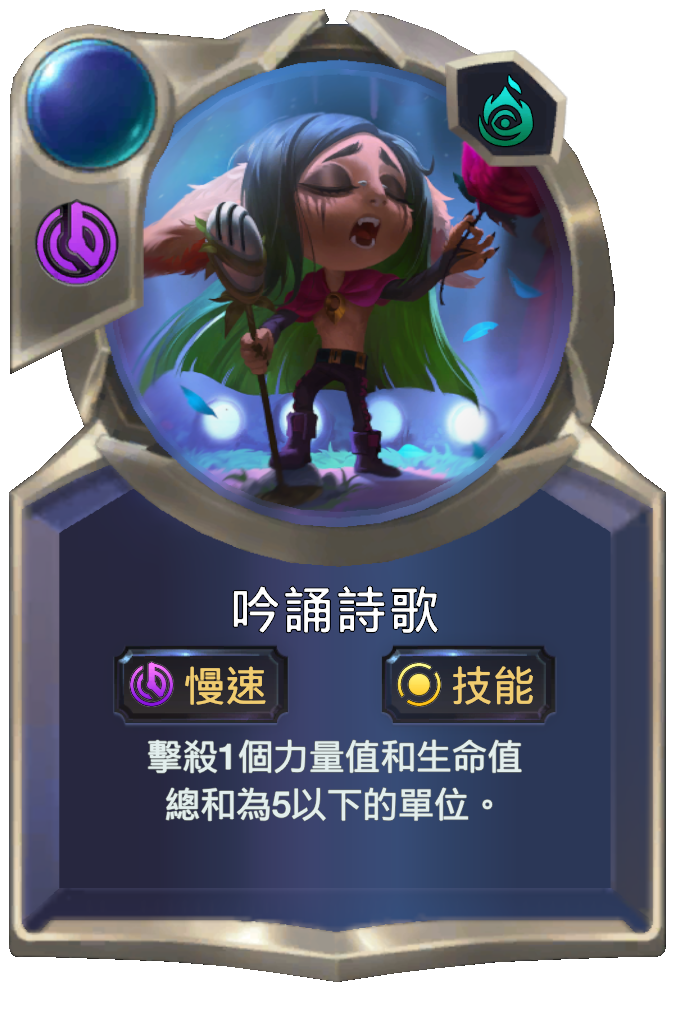 吟誦詩歌
慢速
技能
擊殺1個力量值和生命值
總和為5以下的單位。